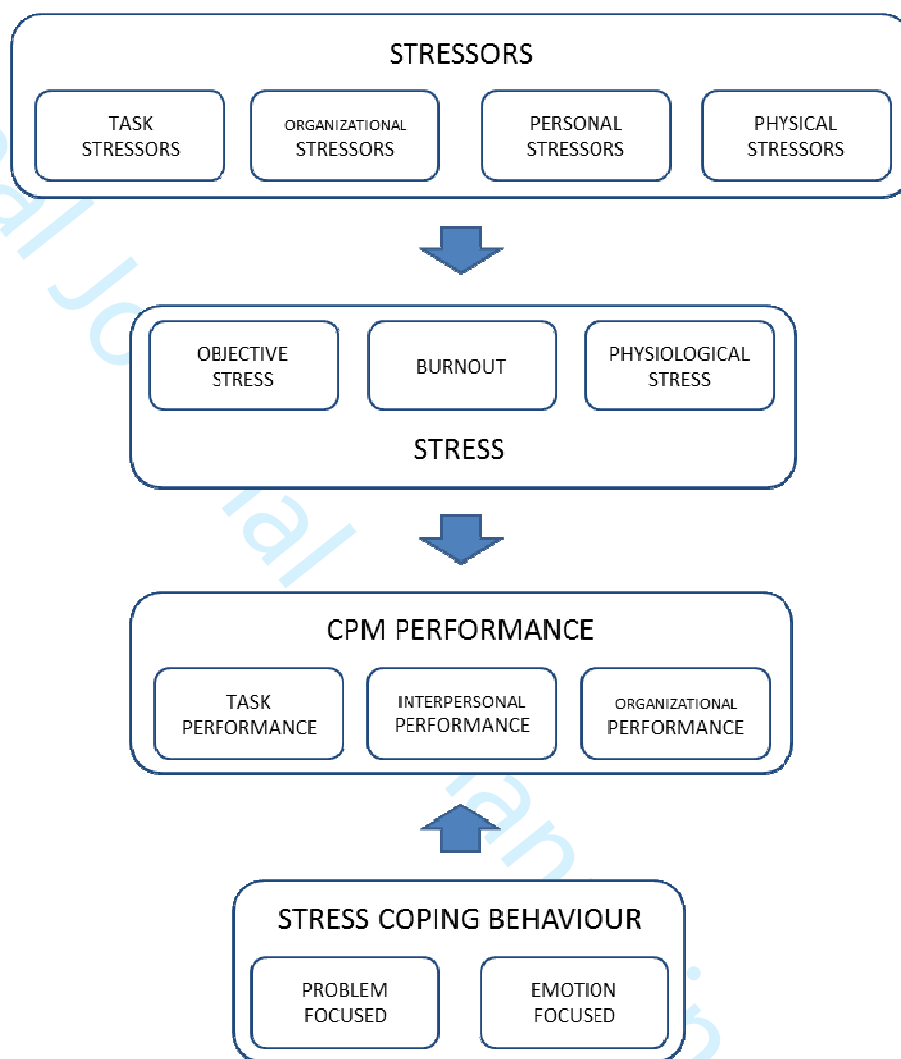 STRESSORS
TASK
STRESSORS
ORGANIZATIONAL
STRESSORS
PERSONAL
STRESSORS
PHYSICAL
STRESSORS
OBJECTIVE
STRESS
BURNOUT
PHYSIOLOGICAL
STRESS
STRESS
CPM PERFORMANCE
TASK
PERFORMANCE
INTERPERSONAL
PERFORMANCE
ORGANIZATIONAL
PERFORMANCE
STRESS COPING BEHAVIOUR
PROBLEM
FOCUSED
EMOTION
FOCUSED